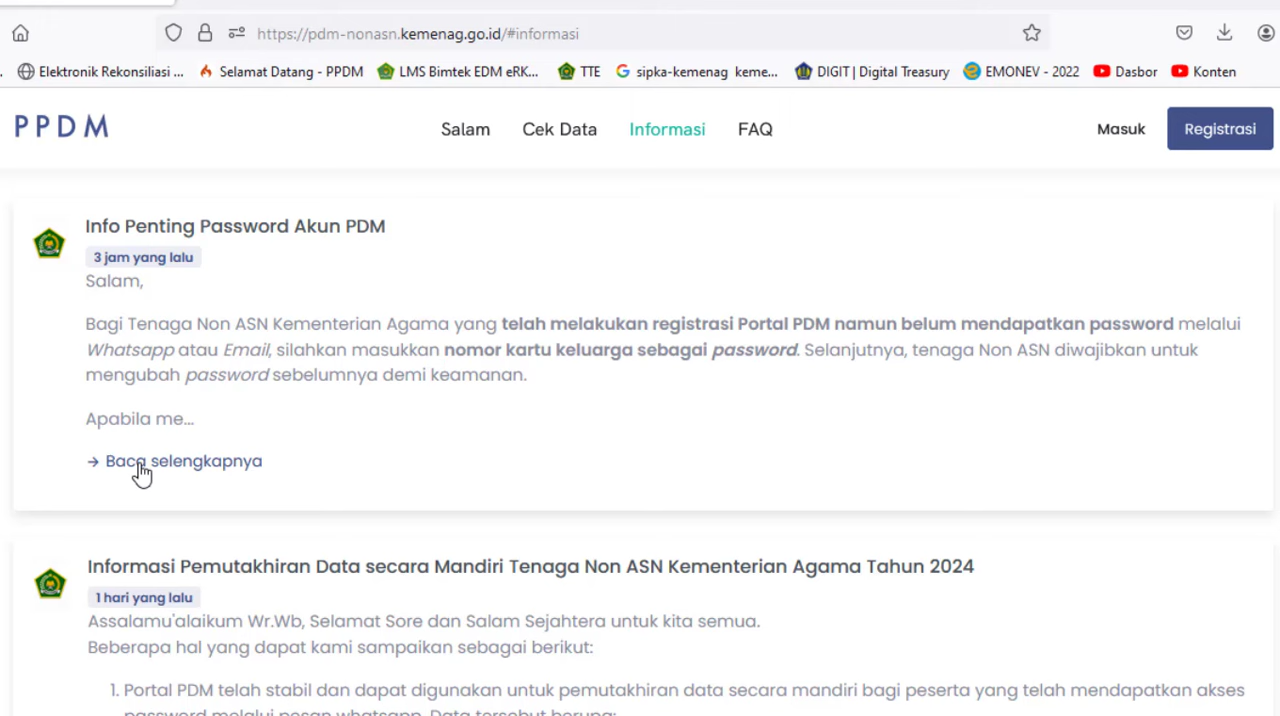 https://pdm-nonasn.kemenag.go.id/#informasi
Elektronik Rekonsiliasi ... Selamat Datang - PPDM LMS Bimtek EDM eRK... TTE sipka-kemenag keme... DIGIT | Digital Treasury EMONEV - 2022 Dasbor Konten
PPDM Salam Cek Data Informasi FAQ Masuk Registrasi
Info Penting Password Akun PDM
3 jam yang lalu
Salam,
Bagi Tenaga Non ASN Kementerian Agama yang telah melakukan registrasi Portal PDM namun belum mendapatkan password melalui
Whatsapp atau Email, silahkan masukkan nomor kartu keluarga sebagai password. Selanjutnya, tenaga Non ASN diwajibkan untuk
mengubah password sebelumnya demi keamanan.
Apabila me...
→ Baca selengkapnya
Informasi Pemutakhiran Data secara Mandiri Tenaga Non ASN Kementerian Agama Tahun 2024
1 hari yang lalu
Assalamu'alaikum Wr.Wb, Selamat Sore dan Salam Sejahtera untuk kita semua.
Beberapa hal yang dapat kami sampaikan sebagai berikut:
1. Portal PDM telah stabil dan dapat digunakan untuk pemutakhiran data secara mandiri bagi peserta yang telah mendapatkan akses
password melalui pesan whatsapp. Data tersebut berupa: